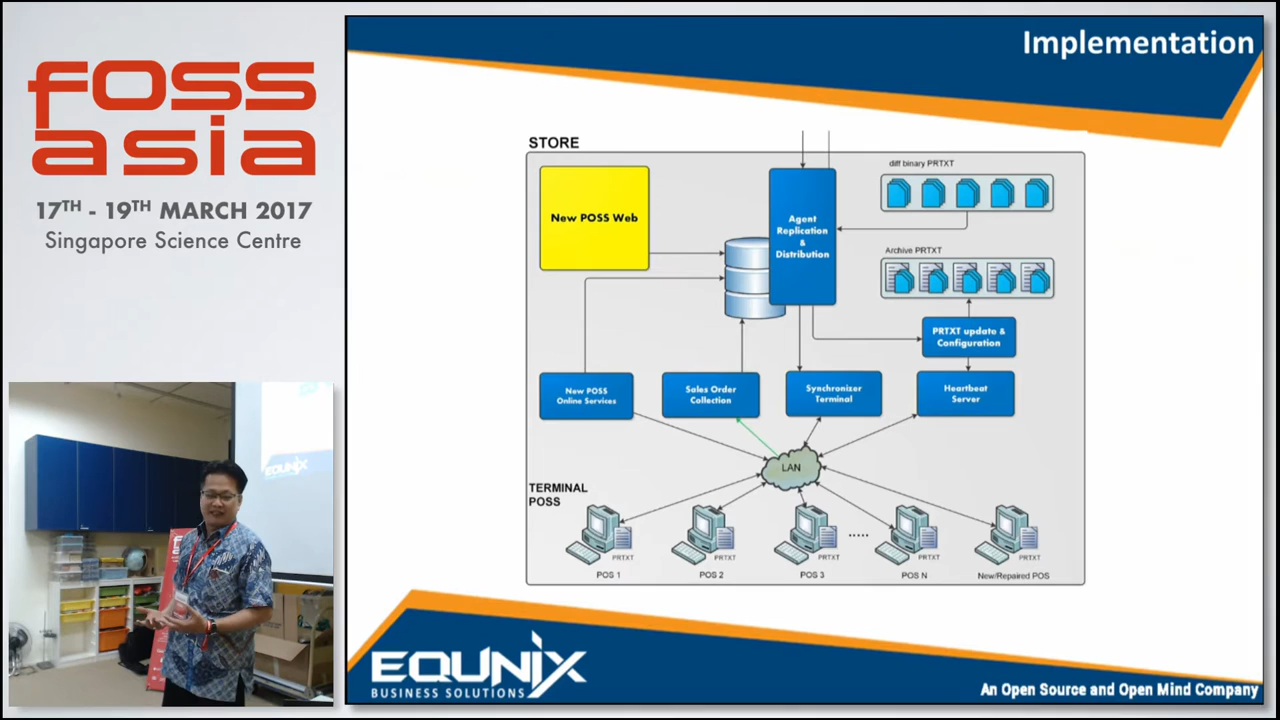 foss
asia
17TH - 19TH MARCH 2017
Singapore Science Centre
EQUNIX
Implementation
STORE
New POSS Web
Agent
Replication
&
Distribution
diff binary PRTXT
Archive PRTXT
PRTXT update &
Configuration
New POSS
Online Services
Sales Order
Collection
Synchronizer
Terminal
Heartbeat
Server
LAN
TERMINAL
POSS
PRTXT
PRTXT
PRTXT
.....
PRTXT
PRTXT
POS 1
POS 2
POS 3
POS N
New/Repaired POS
EQUNIX
BUSINESS SOLUTIONS
An Open Source and Open Mind Company